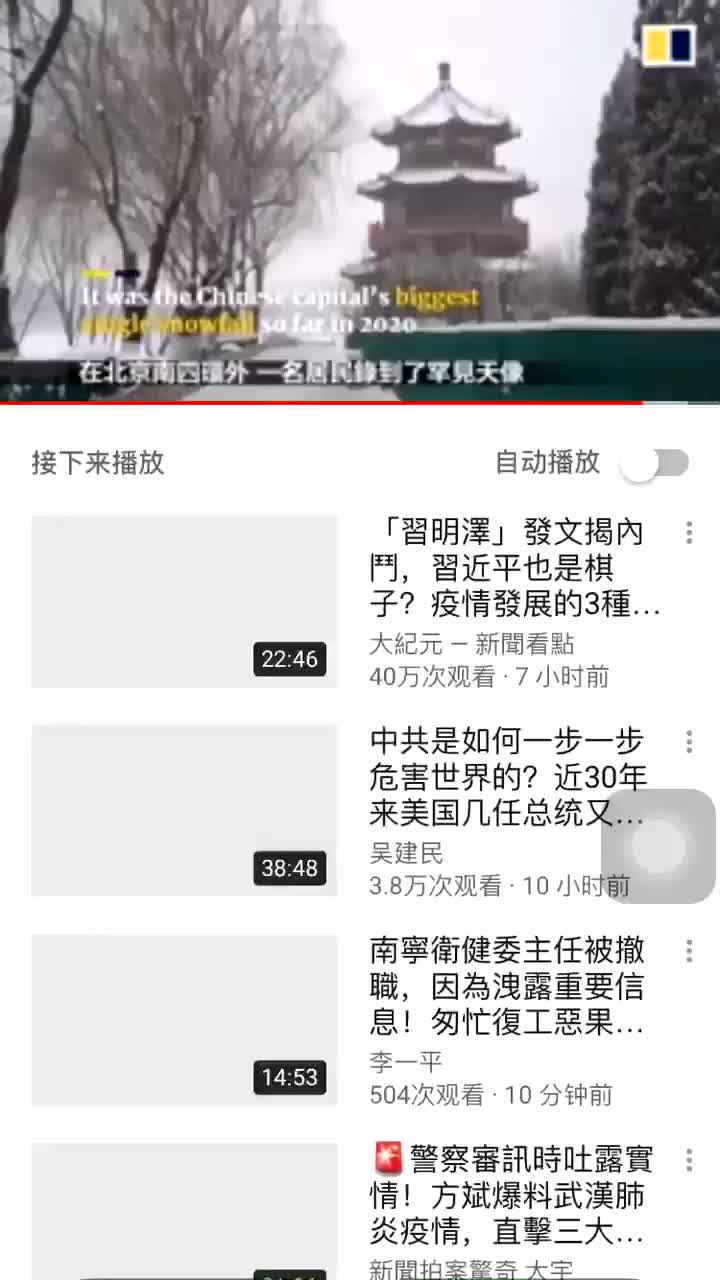 It was the Chinese capital's biggest
single snowfall so far in 2020
在北京南四環外 一名居民錄到了罕見天像
接下来播放
自动播放
「習明澤」發文揭內
鬥，習近平也是棋
子？疫情發展的3種…
22:46
大紀元 — 新聞看點
40万次观看 · 7 小时前
中共是如何一步一步
危害世界的？近30年
来美国几任总统又…
38:48
吴建民
3.8万次观看 · 10 小时前
南寧衛健委主任被撤
職，因為洩露重要信
息！匆忙復工惡果…
14:53
李一平
504次观看 · 10 分钟前
🚨警察審訊時吐露實
情！方斌爆料武漢肺
炎疫情，直擊三大…
新聞拍案驚奇 大宇